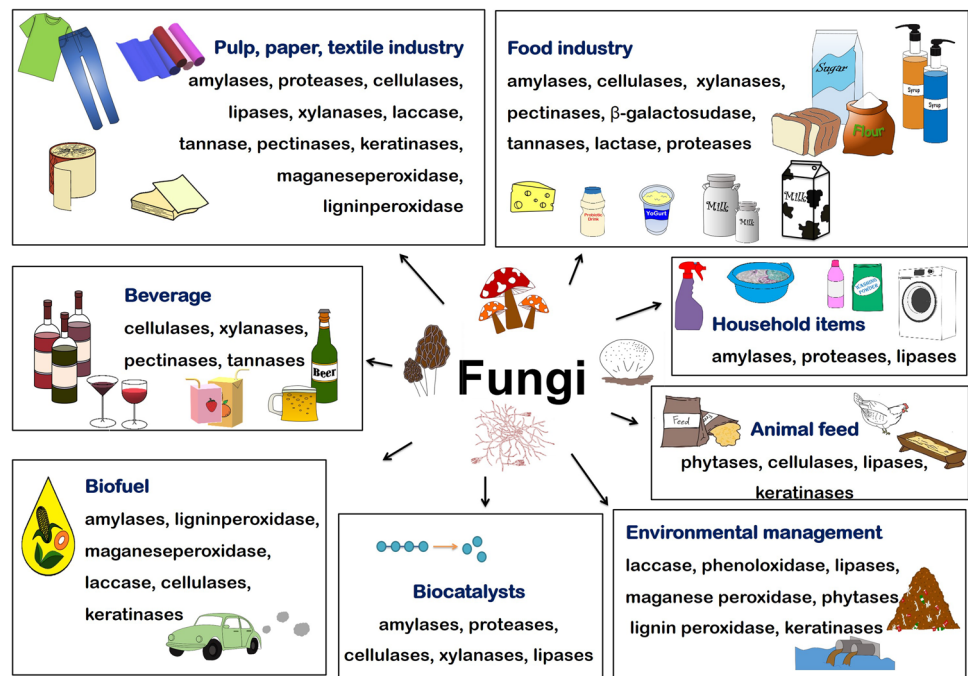 Pulp, paper, textile industry
amylases, proteases, cellulases,
lipases, xylanases, laccase,
tannase, pectinases, keratinases,
maganeseperoxidase,
ligninperoxidase
Food industry
amylases, cellulases, xylanases,
pectinases, β-galactosudase,
tannases, lactase, proteases
Sugar
Flour
Syrup
Syrup
Probiotic
Drink
YoGurt
Milk
Milk
Milk
Beverage
cellulases, xylanases,
pectinases, tannases
Beer
Fungi
WASHING
POWDER
Household items
amylases, proteases, lipases
Feed
Animal feed
phytases, cellulases, lipases,
keratinases
Biofuel
amylases, ligninperoxidase,
maganeseperoxidase,
laccase, cellulases,
keratinases
Biocatalysts
amylases, proteases,
cellulases, xylanases, lipases
Environmental management
laccase, phenoloxidase, lipases,
maganese peroxidase, phytases
lignin peroxidase, keratinases